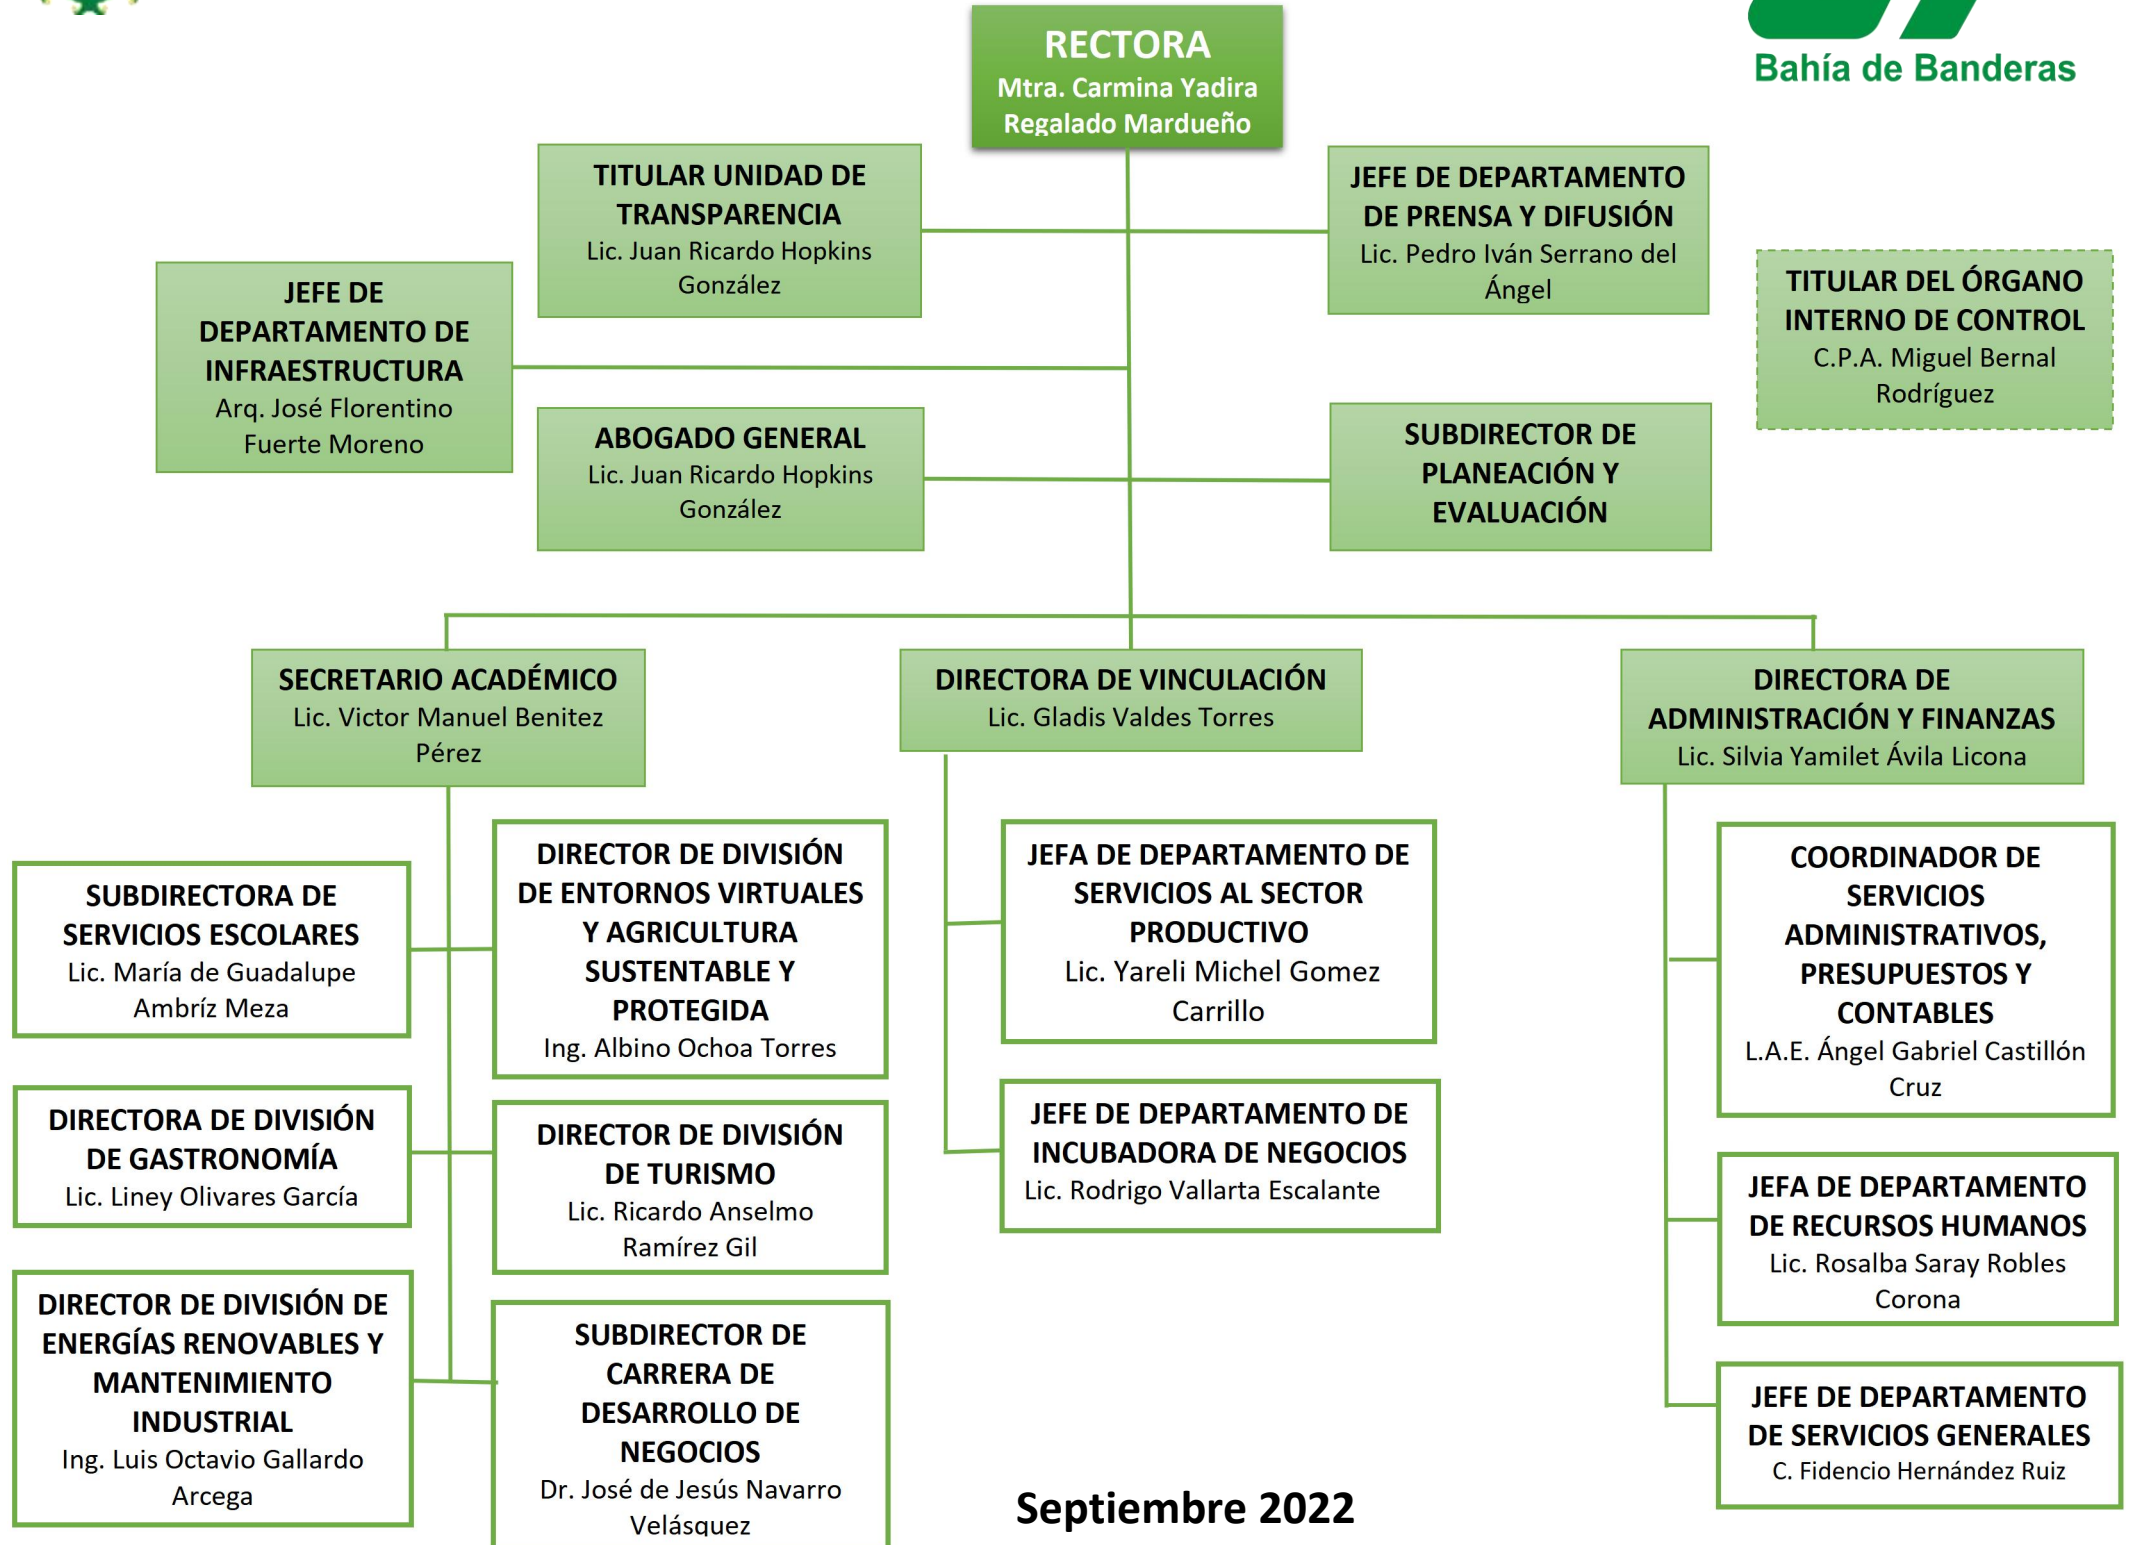 Bahía de Banderas
RECTORA
Mtra. Carmina Yadira
Regalado Mardueño
TITULAR UNIDAD DE
TRANSPARENCIA
Lic. Juan Ricardo Hopkins
González
JEFE DE DEPARTAMENTO
DE PRENSA Y DIFUSIÓN
Lic. Pedro Iván Serrano del
Ángel
JEFE DE
DEPARTAMENTO DE
INFRAESTRUCTURA
Arq. José Florentino
Fuerte Moreno
TITULAR DEL ÓRGANO
INTERNO DE CONTROL
C.P.A. Miguel Bernal
Rodríguez
ABOGADO GENERAL
Lic. Juan Ricardo Hopkins
González
SUBDIRECTOR DE
PLANEACIÓN Y
EVALUACIÓN
SECRETARIO ACADÉMICO
Lic. Victor Manuel Benitez
Pérez
DIRECTORA DE VINCULACIÓN
Lic. Gladis Valdes Torres
DIRECTORA DE
ADMINISTRACIÓN Y FINANZAS
Lic. Silvia Yamilet Ávila Licona
SUBDIRECTORA DE
SERVICIOS ESCOLARES
Lic. María de Guadalupe
Ambríz Meza
DIRECTOR DE DIVISIÓN
DE ENTORNOS VIRTUALES
Y AGRICULTURA
SUSTENTABLE Y
PROTEGIDA
Ing. Albino Ochoa Torres
JEFA DE DEPARTAMENTO DE
SERVICIOS AL SECTOR
PRODUCTIVO
Lic. Yareli Michel Gomez
Carrillo
COORDINADOR DE
SERVICIOS
ADMINISTRATIVOS,
PRESUPUESTOS Y
CONTABLES
L.A.E. Ángel Gabriel Castillón
Cruz
DIRECTORA DE DIVISIÓN
DE GASTRONOMÍA
Lic. Liney Olivares García
DIRECTOR DE DIVISIÓN
DE TURISMO
Lic. Ricardo Anselmo
Ramírez Gil
JEFE DE DEPARTAMENTO DE
INCUBADORA DE NEGOCIOS
Lic. Rodrigo Vallarta Escalante
JEFA DE DEPARTAMENTO
DE RECURSOS HUMANOS
Lic. Rosalba Saray Robles
Corona
DIRECTOR DE DIVISIÓN DE
ENERGÍAS RENOVABLES Y
MANTENIMIENTO
INDUSTRIAL
Ing. Luis Octavio Gallardo
Arcega
SUBDIRECTOR DE
CARRERA DE
DESARROLLO DE
NEGOCIOS
Dr. José de Jesús Navarro
Velásquez
JEFE DE DEPARTAMENTO
DE SERVICIOS GENERALES
C. Fidencio Hernández Ruiz
Septiembre 2022